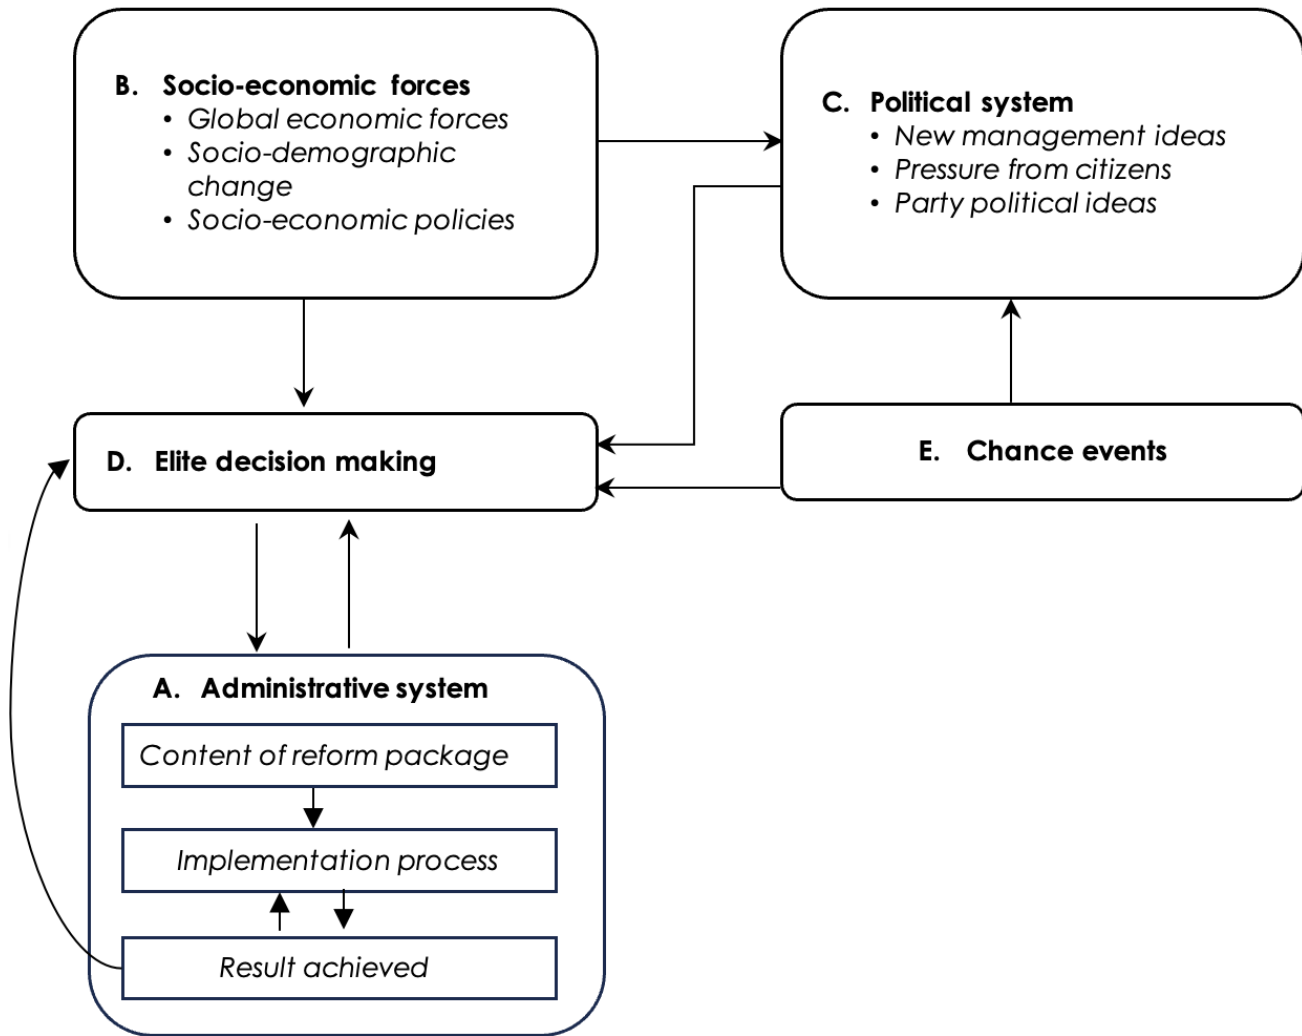 B. Socio-economic forces
• Global economic forces
• Socio-demographic
change
• Socio-economic policies
C. Political system
• New management ideas
• Pressure from citizens
• Party political ideas
D. Elite decision making
E. Chance events
A. Administrative system
Content of reform package
Implementation process
Result achieved